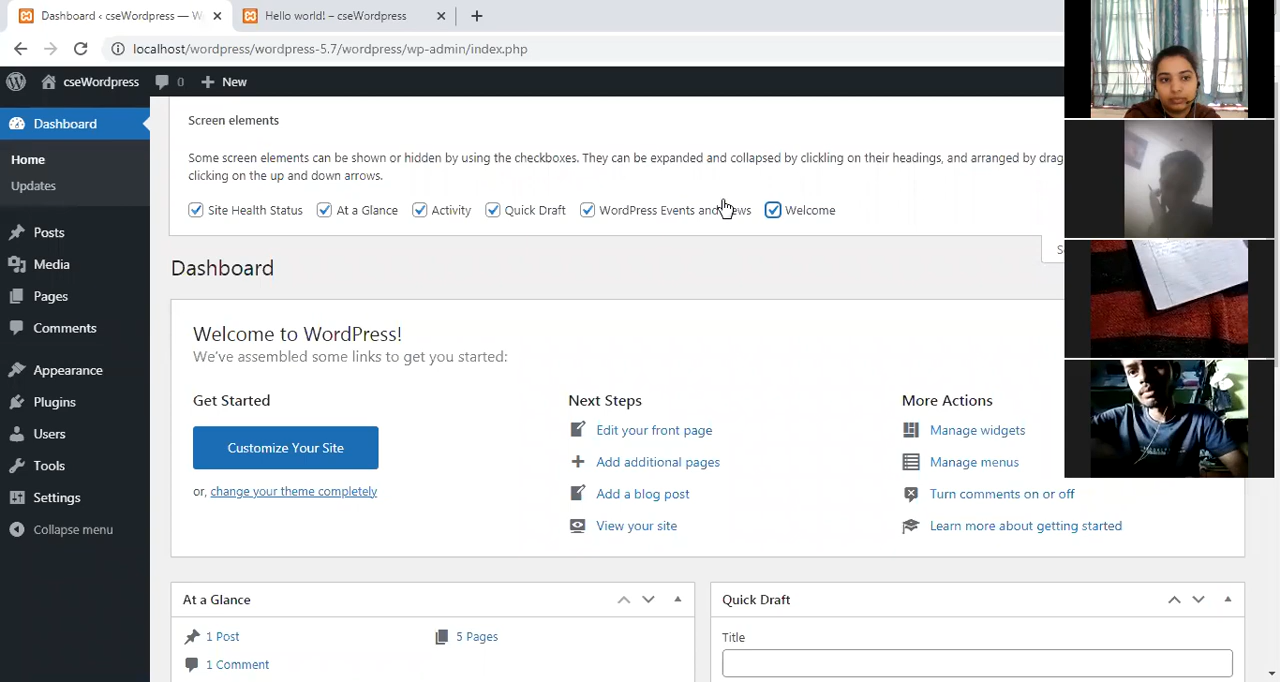 Dashboard ‹ cseWordpress — W
Hello world! – cseWordpress
localhost/wordpress/wordpress-5.7/wordpress/wp-admin/index.php
cseWordpress 0 New
Dashboard
Home
Updates
Posts
Media
Pages
Comments
Appearance
Plugins
Users
Tools
Settings
Collapse menu
Screen elements
Some screen elements can be shown or hidden by using the checkboxes. They can be expanded and collapsed by clickling on their headings, and arranged by drag
clicking on the up and down arrows.
Site Health Status At a Glance Activity Quick Draft WordPress Events and News Welcome
Dashboard
Welcome to WordPress!
We've assembled some links to get you started:
Get Started
Customize Your Site
or, change your theme completely
Next Steps
Edit your front page
Add additional pages
Add a blog post
View your site
More Actions
Manage widgets
Manage menus
Turn comments on or off
Learn more about getting started
At a Glance
1 Post
5 Pages
1 Comment
Quick Draft
Title